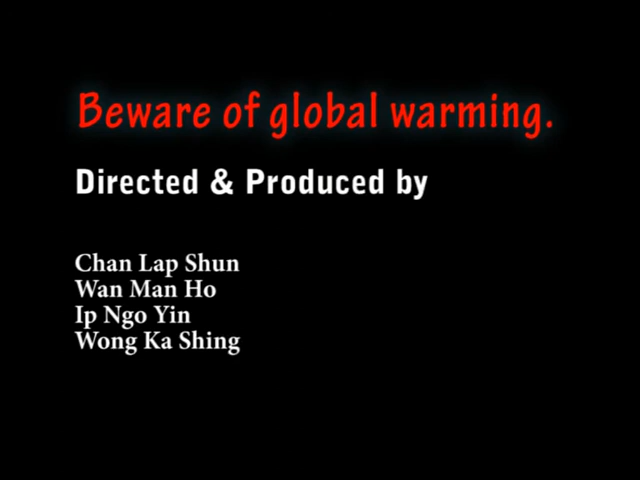 Beware of global warming.
Directed & Produced by
Chan Lap Shun
Wan Man Ho
Ip Ngo Yin
Wong Ka Shing